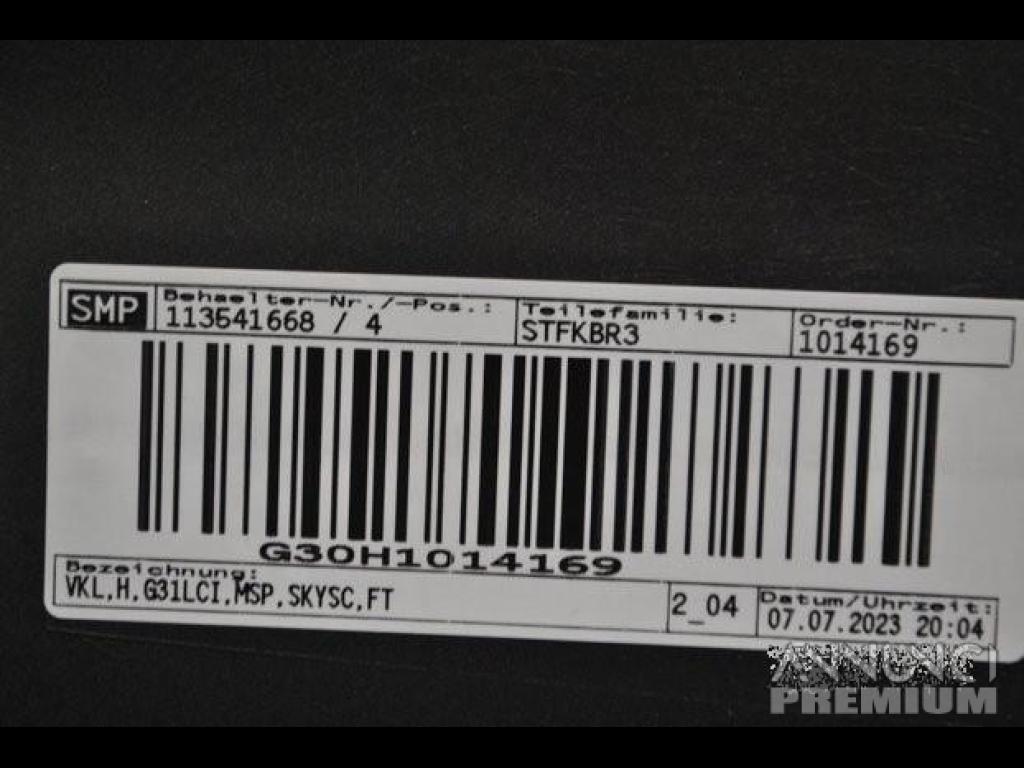 SMP
Behaelter-Nr./-Pos.:
113541668 / 4
Teilefamilie:
STFKBR3
Order-Nr.:
1014169
G30H1014169
Bezeichnung:
VKL,H,G31LCI,MSP,SKYSC,FT
2_04
Datum/Uhrzeit:
07.07.2023 20:04
ANNUNCI
PREMIUM